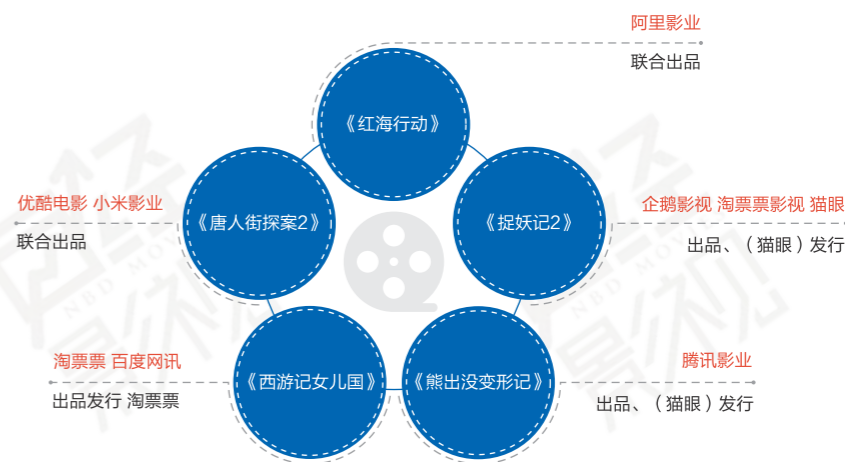 阿里影业
联合出品
《红海行动》
优酷电影 小米影业
联合出品
《唐人街探案2》
《捉妖记2》
企鹅影视 淘票票影视 猫眼
出品、（猫眼）发行
淘票票 百度网讯
出品发行 淘票票
《西游记女儿国》
《熊出没变形记》
腾讯影业
出品、（猫眼）发行